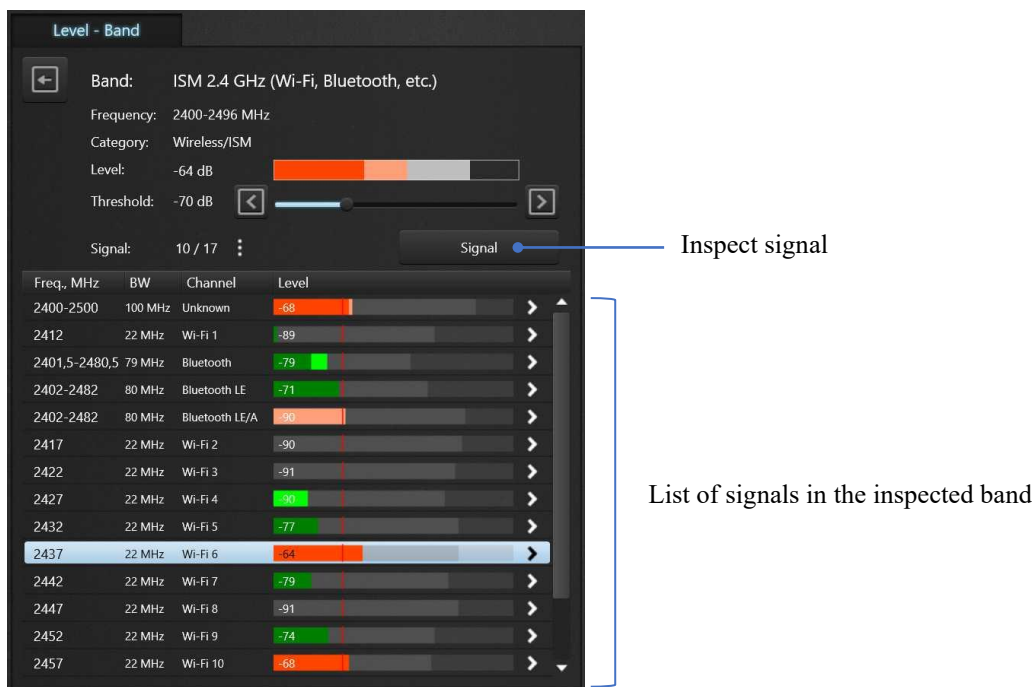 Level - Band
Band: ISM 2.4 GHz (Wi-Fi, Bluetooth, etc.)
Frequency: 2400-2496 MHz
Category: Wireless/ISM
Level: -64 dB
Threshold: -70 dB
Signal: 10 / 17 Signal
Inspect signal
Freq., MHz BW Channel Level
2400-2500 100 MHz Unknown -68
2412 22 MHz Wi-Fi 1 -89
2401,5-2480,5 79 MHz Bluetooth -79
2402-2482 80 MHz Bluetooth LE -71
2402-2482 80 MHz Bluetooth LE/A -90
2417 22 MHz Wi-Fi 2 -90
2422 22 MHz Wi-Fi 3 -91
2427 22 MHz Wi-Fi 4 -90
List of signals in the inspected band
2432 22 MHz Wi-Fi 5 -77
2437 22 MHz Wi-Fi 6 -64
2442 22 MHz Wi-Fi 7 -79
2447 22 MHz Wi-Fi 8 -91
2452 22 MHz Wi-Fi 9 -74
2457 22 MHz Wi-Fi 10 -68